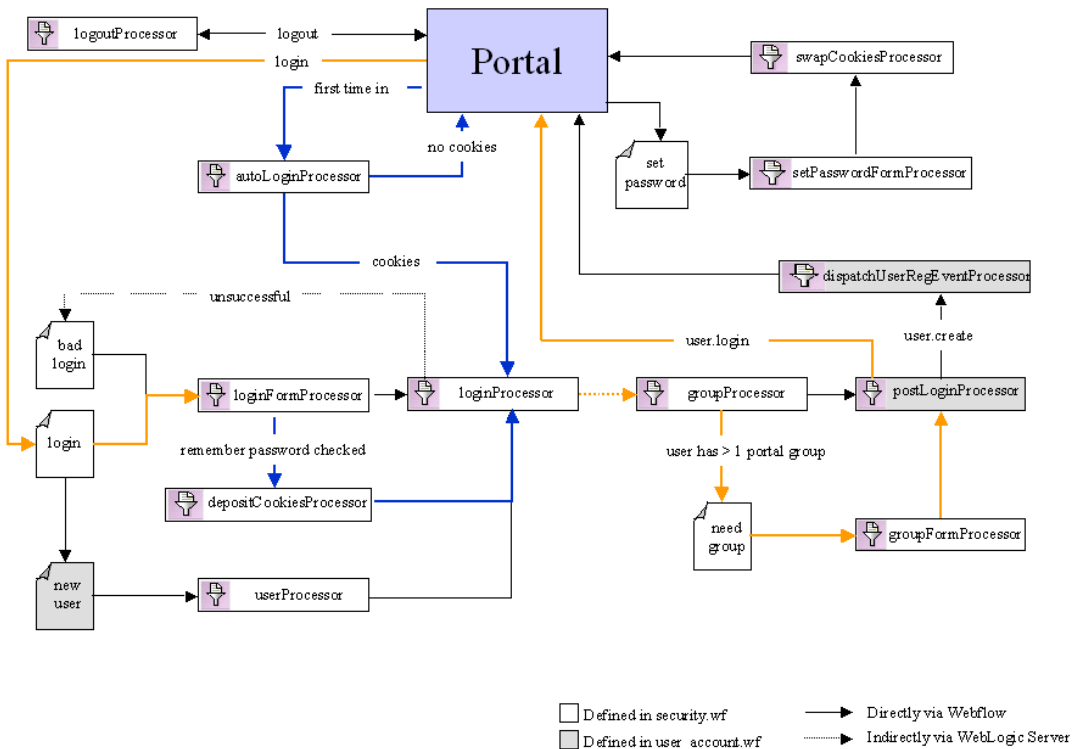 logoutProcessor
logout
Portal
swapCookiesProcessor
login
first time in
no cookies
autoLoginProcessor
set
password
setPasswordFormProcessor
cookies
dispatchUserRegEventProcessor
unsuccessful
bad
login
user.login
user.create
loginFormProcessor
loginProcessor
groupProcessor
postLoginProcessor
login
remember password checked
user has > 1 portal group
depositCookiesProcessor
need
group
groupFormProcessor
new
user
userProcessor
Defined in security.wf
Directly via Webflow
Defined in user_account.wf
Indirectly via WebLogic Server